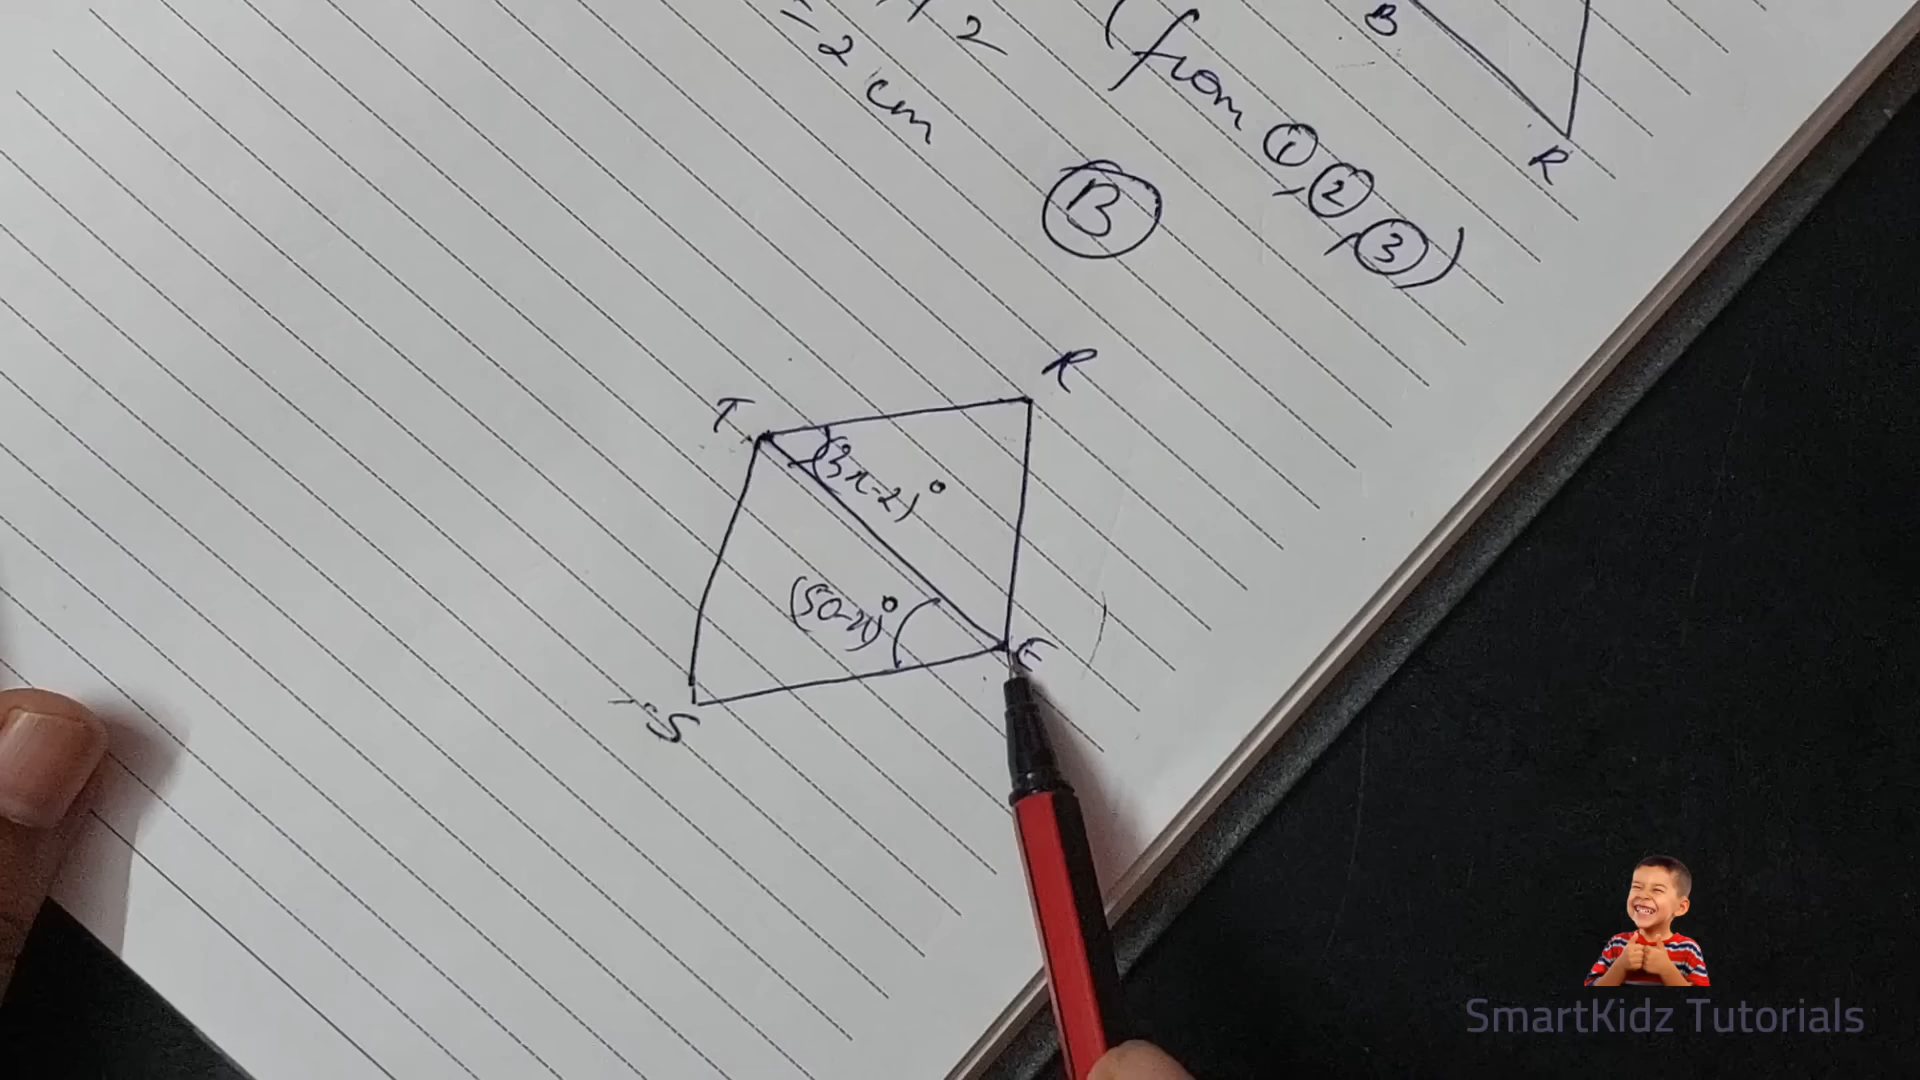 2
= 2 cm
(from ①, ②, ③)
B
R
B
T
R
(3x-2)°
(50-x)°
S
E
SmartKidz Tutorials